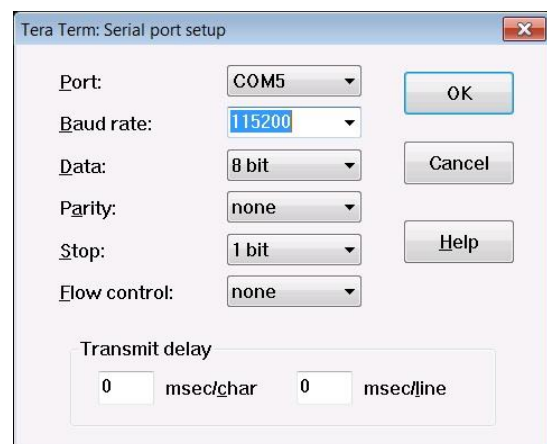 Tera Term: Serial port setup
Port: COM5 OK
Baud rate: 115200
Data: 8 bit Cancel
Parity: none
Stop: 1 bit Help
Flow control: none
Transmit delay
0 msec/char 0 msec/line